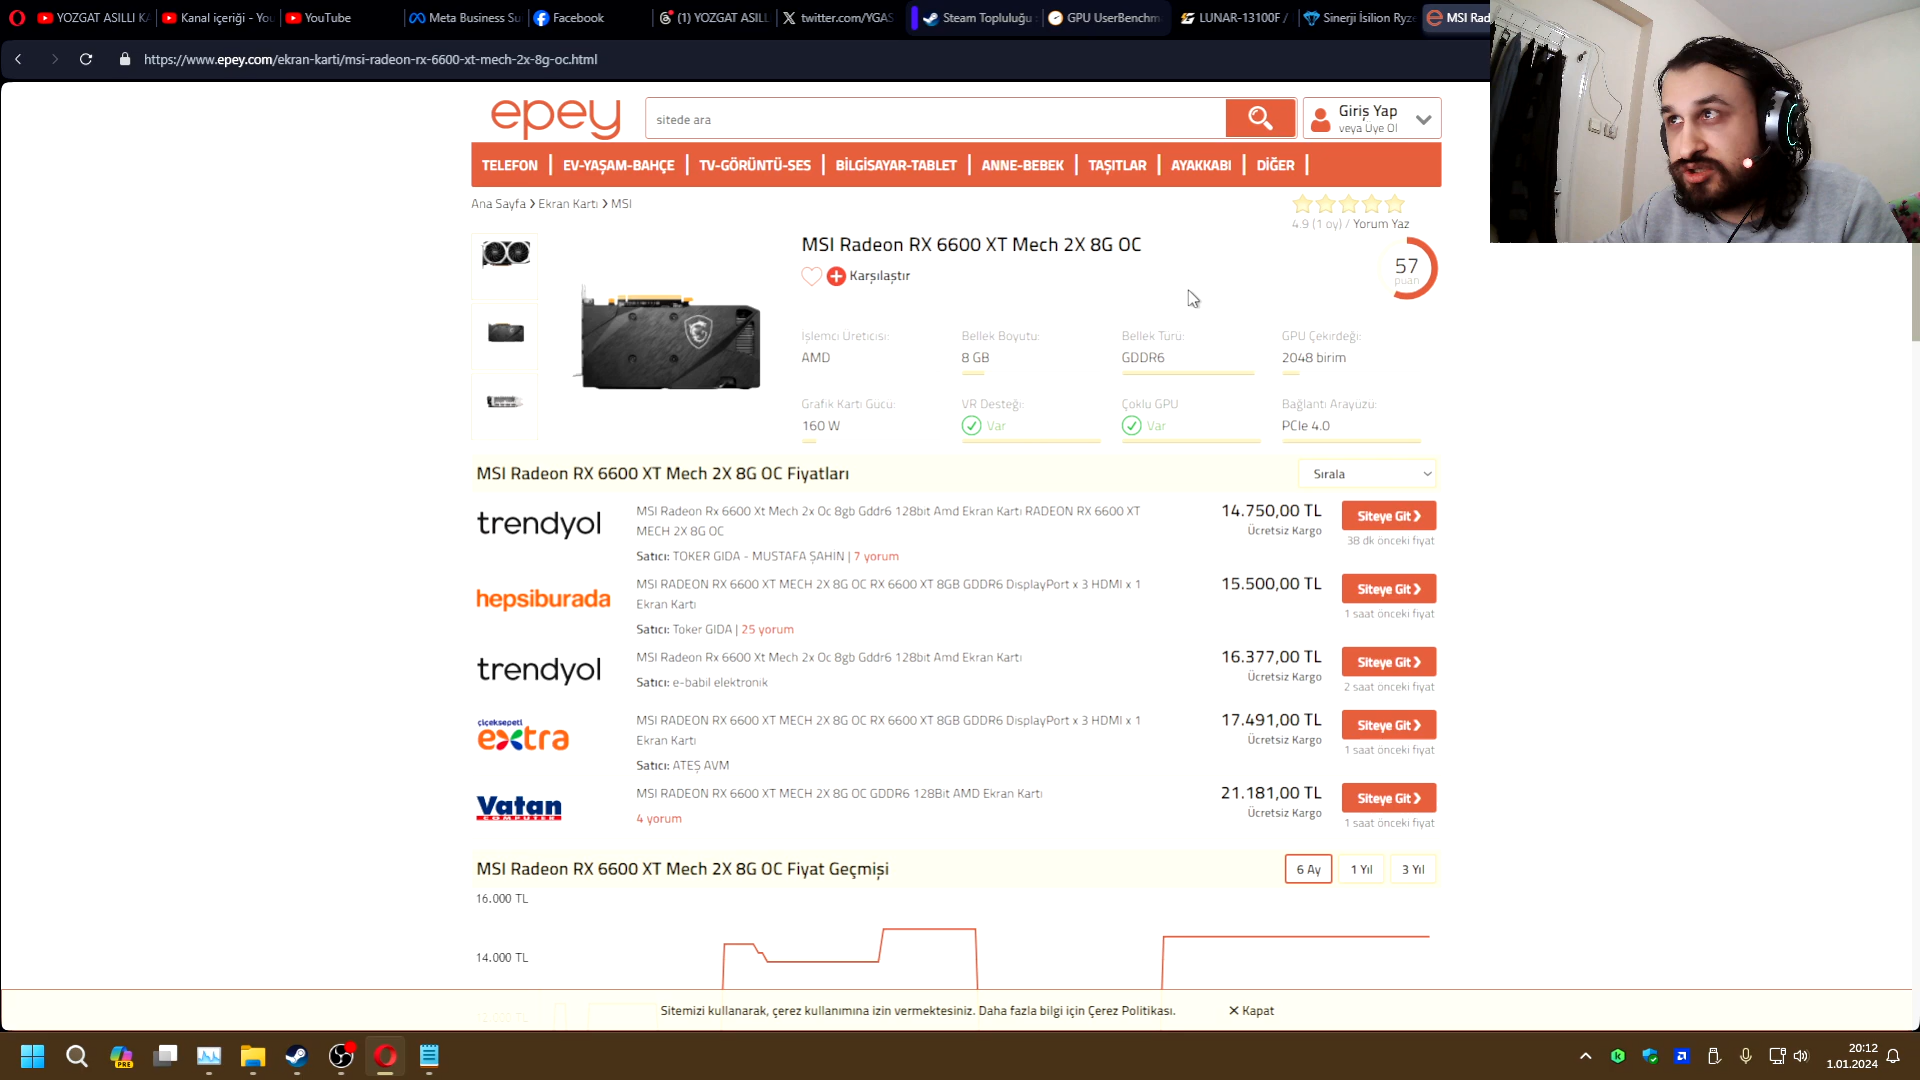 YOZGAT ASILLI KA
Kanal içeriği - You
YouTube
Meta Business Su
Facebook
(1) YOZGAT ASILL
twitter.com/YGAS
Steam Topluluğu
GPU UserBenchm
LUNAR-13100F /
Sinerji İsilion Ryze
MSI Rad
https://www.epey.com/ekran-karti/msi-radeon-rx-6600-xt-mech-2x-8g-oc.html
epey
sitede ara
Giriş Yap
veya Üye Ol
TELEFON
EV-YAŞAM-BAHÇE
TV-GÖRÜNTÜ-SES
BİLGİSAYAR-TABLET
ANNE-BEBEK
TAŞITLAR
AYAKKABI
DİĞER
Ana Sayfa > Ekran Kartı > MSI
4.9 (1 oy) / Yorum Yaz
MSI Radeon RX 6600 XT Mech 2X 8G OC
57
puan
Karşılaştır
İşlemci Üreticisi:
Bellek Boyutu:
Bellek Türü:
GPU Çekirdeği:
AMD
8 GB
GDDR6
2048 birim
Grafik Kartı Gücü:
VR Desteği:
Çoklu GPU
Bağlantı Arayüzü:
160 W
Var
Var
PCIe 4.0
MSI Radeon RX 6600 XT Mech 2X 8G OC Fiyatları
Sırala
trendyol
MSI Radeon Rx 6600 Xt Mech 2x Oc 8gb Gddr6 128bit Amd Ekran Kartı RADEON RX 6600 XT
MECH 2X 8G OC
Satıcı: TOKER GIDA - MUSTAFA ŞAHIN | 7 yorum
14.750,00 TL
Ücretsiz Kargo
Siteye Git >
38 dk önceki fiyat
hepsiburada
MSI RADEON RX 6600 XT MECH 2X 8G OC RX 6600 XT 8GB GDDR6 DisplayPort x 3 HDMI x 1
Ekran Kartı
Satıcı: Toker GIDA | 25 yorum
15.500,00 TL
Siteye Git >
1 saat önceki fiyat
trendyol
MSI Radeon Rx 6600 Xt Mech 2x Oc 8gb Gddr6 128bit Amd Ekran Kartı
Satıcı: e-babil elektronik
16.377,00 TL
Ücretsiz Kargo
Siteye Git >
2 saat önceki fiyat
çiçeksepeti
extra
MSI RADEON RX 6600 XT MECH 2X 8G OC RX 6600 XT 8GB GDDR6 DisplayPort x 3 HDMI x 1
Ekran Kartı
Satıcı: ATEŞ AVM
17.491,00 TL
Ücretsiz Kargo
Siteye Git >
1 saat önceki fiyat
Vatan
COMPUTER
MSI RADEON RX 6600 XT MECH 2X 8G OC GDDR6 128Bit AMD Ekran Kartı
4 yorum
21.181,00 TL
Ücretsiz Kargo
Siteye Git >
1 saat önceki fiyat
MSI Radeon RX 6600 XT Mech 2X 8G OC Fiyat Geçmişi
6 Ay
1 Yıl
3 Yıl
16.000 TL
14.000 TL
Sitemizi kullanarak, çerez kullanımına izin vermektesiniz. Daha fazla bilgi için Çerez Politikası.
✕ Kapat
PRE
20:12
1.01.2024